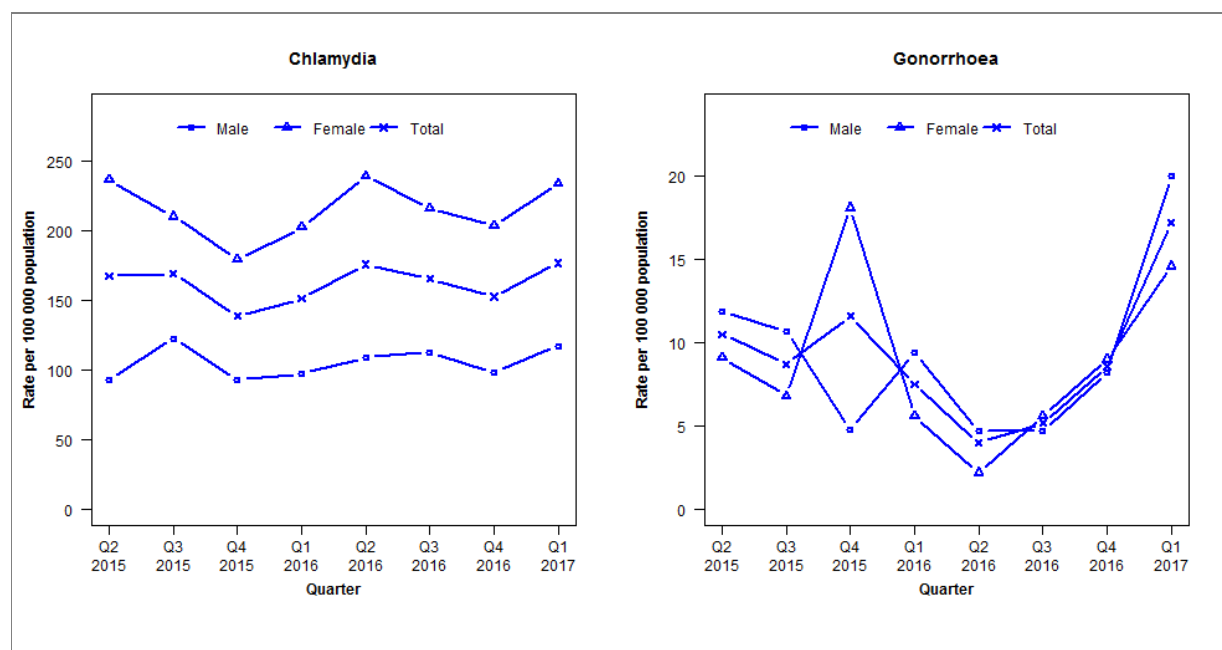 Chlamydia
Male Female Total
Rate per 100 000 population
250
200
150
100
50
0
Q2 Q3 Q4 Q1 Q2 Q3 Q4 Q1
2015 2015 2015 2016 2016 2016 2016 2017
Quarter
Gonorrhoea
Male Female Total
Rate per 100 000 population
20
15
10
5
0
Q2 Q3 Q4 Q1 Q2 Q3 Q4 Q1
2015 2015 2015 2016 2016 2016 2016 2017
Quarter